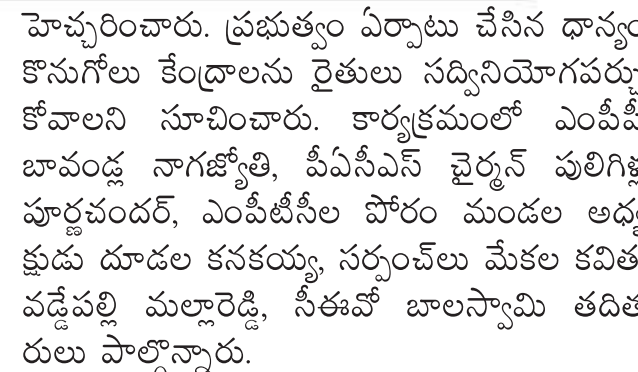 హెచ్చరించారు. ప్రభుత్వం ఏర్పాటు చేసిన ధాన్యం
కొనుగోలు కేంద్రాలను రైతులు సద్వినియోగపర్చు
కోవాలని సూచించారు. కార్యక్రమంలో ఎంపీపీ
బావండ్ల నాగజ్యోతి, పీఏసీఎస్ చైర్మన్ పులిగిళ్ల
పూర్ణచందర్, ఎంపీటీసీల పోరం మండల అధ్య
క్షుడు దూడల కనకయ్య, సర్పంచ్‌లు మేకల కవిత
వడ్డేపల్లి మల్లారెడ్డి, సీఈవో బాలస్వామి తదిత
రులు పాల్గొన్నారు.